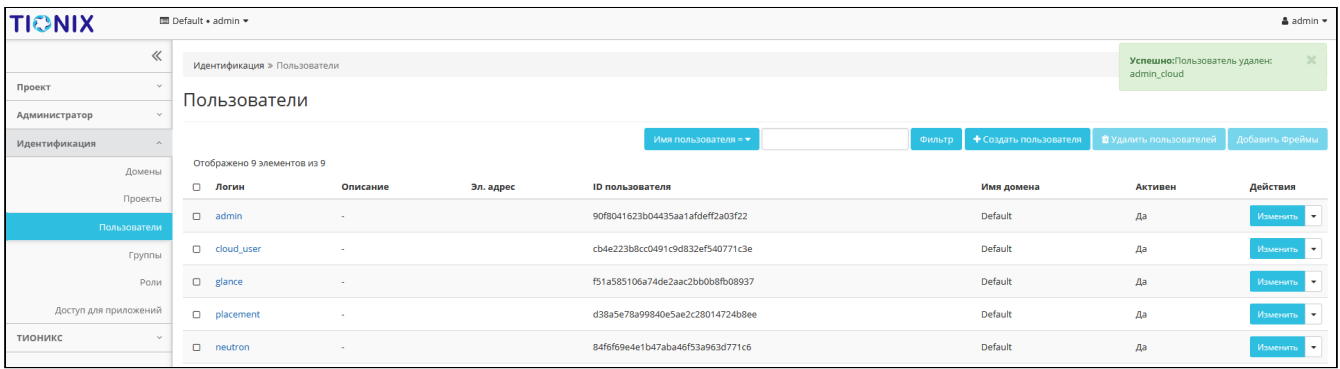 TIONIX
Default • admin
admin
Идентификация » Пользователи
Успешно:Пользователь удален:
admin_cloud
Проект
Администратор
Идентификация
Домены
Проекты
Пользователи
Группы
Роли
Доступ для приложений
ТИОНИКС
Пользователи
Имя пользователя = Фильтр Создать пользователя Удалить пользователей Добавить Фреймы
Отображено 9 элементов из 9
Логин Описание Эл. адрес ID пользователя Имя домена Активен Действия
admin - 90f8041623b04435aa1afdeff2a03f22 Default Да Изменить
cloud_user - cb4e223b8cc0491c9d832ef540771c3e Default Да Изменить
glance - f51a585106a74de2aac2bb0b8fb08937 Default Да Изменить
placement - d38a5e78a99840e5ae2c28014724b8ee Default Да Изменить
neutron - 84f6f69e4e1b47aba46f53a963d771c6 Default Да Изменить